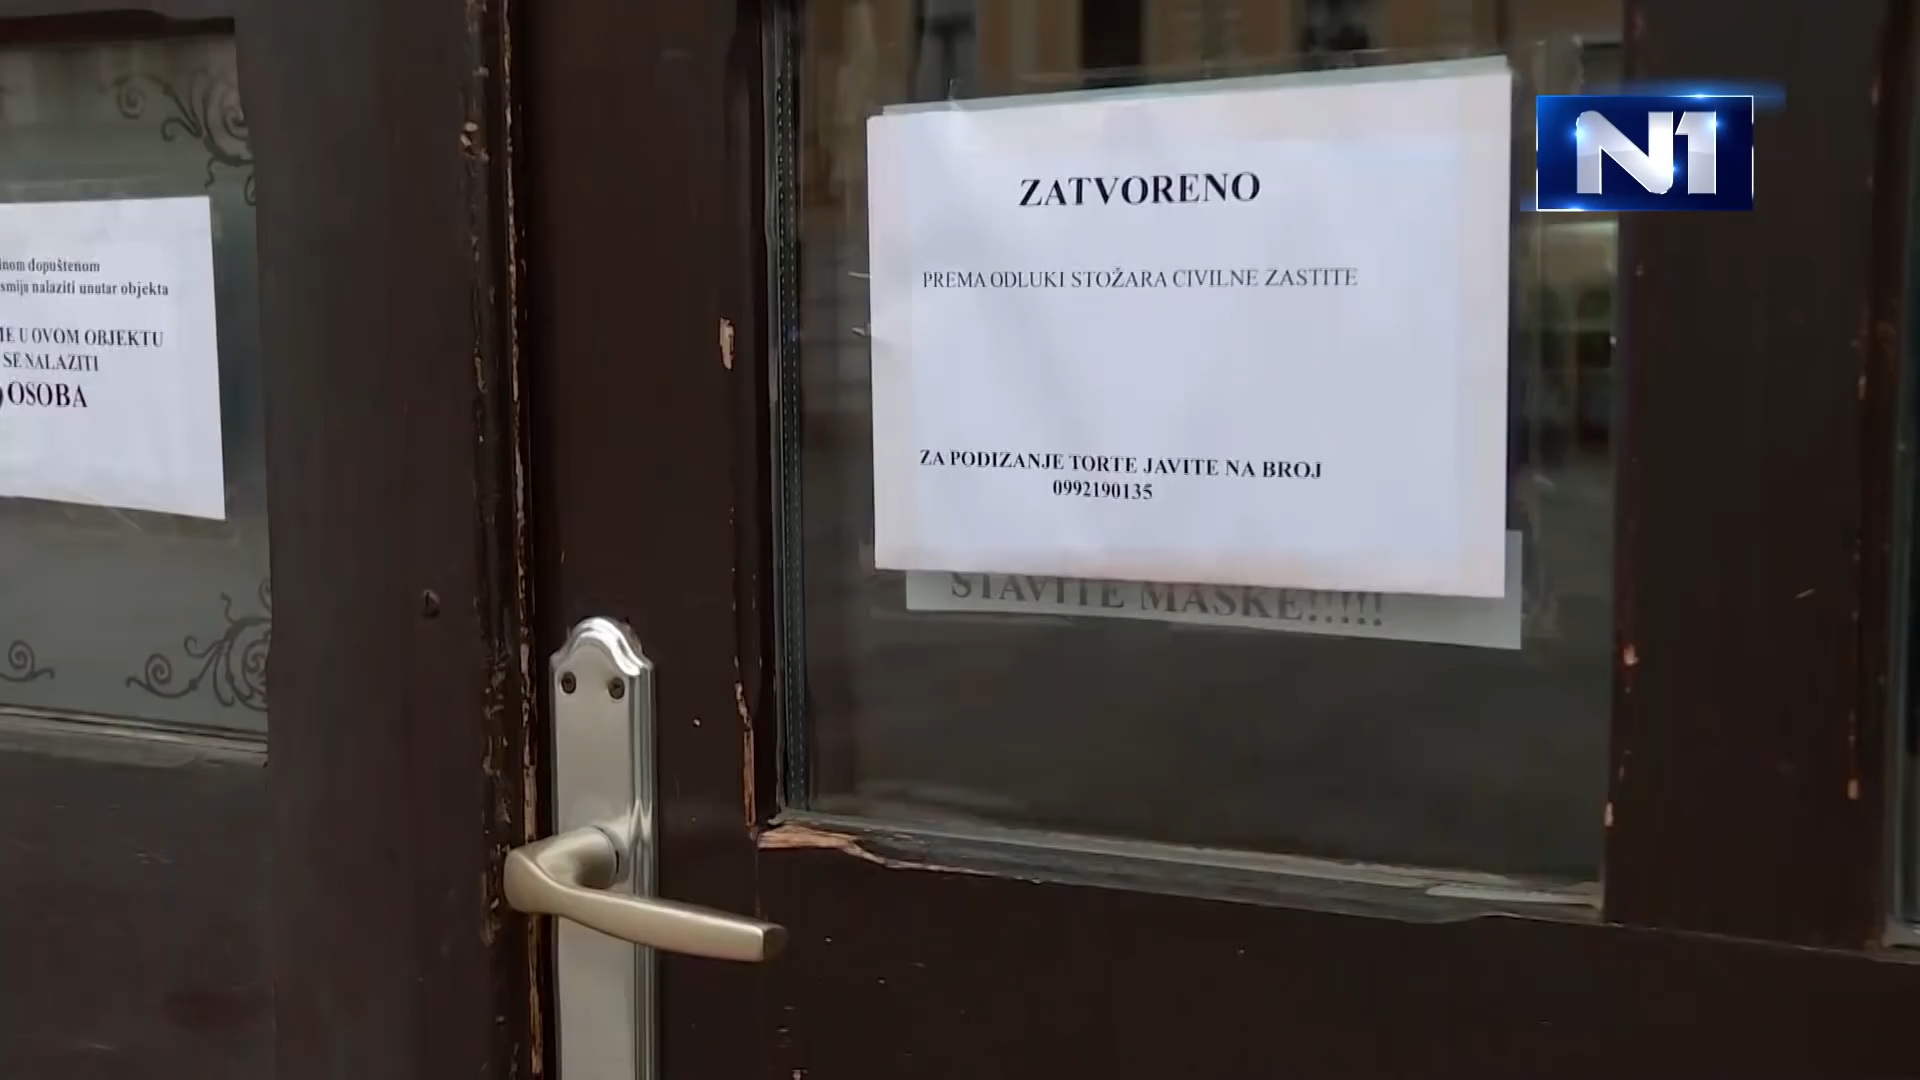 dopuštenom
smiju nalaziti unutar objekta
U OVOM OBJEKTU
SE NALAZITI
OSOBA
ZATVORENO
PREMA ODLUKI STOŽARA CIVILNE ZASTITE
ZA PODIZANJE TORTE JAVITE NA BROJ
0992190135
STAVITE MASKE!!!!!
N1